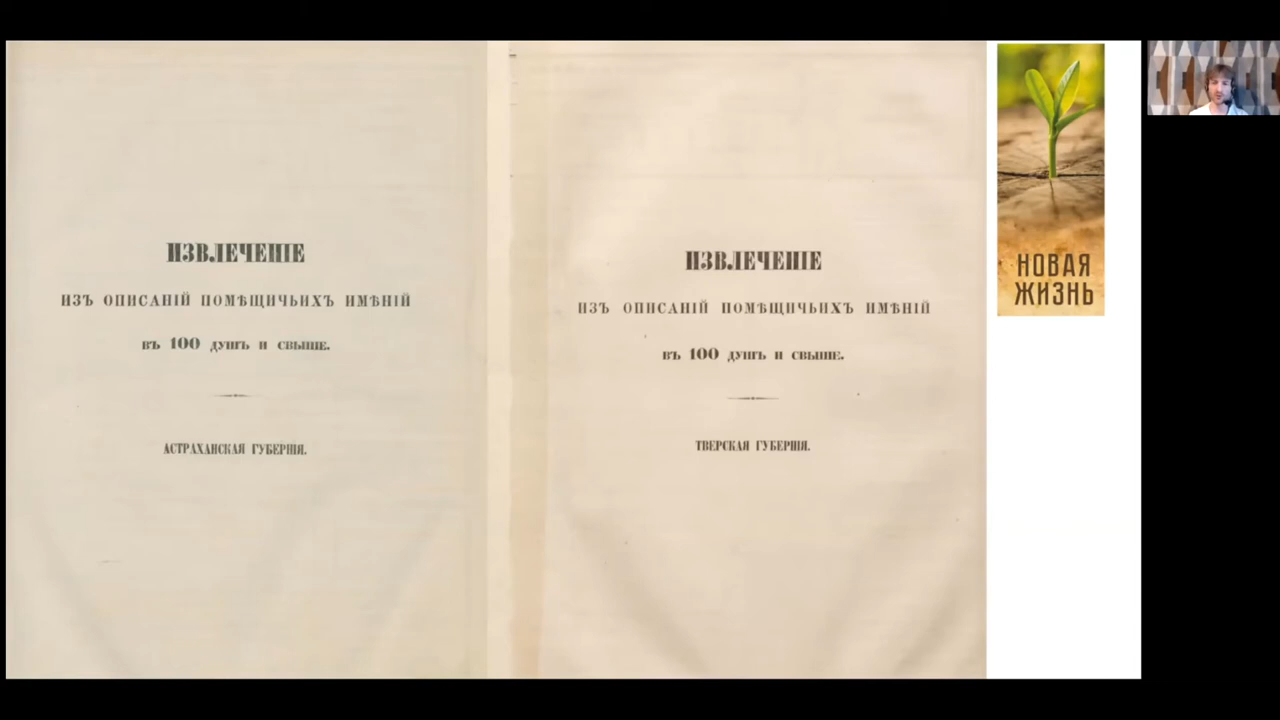 ИЗВЛЕЧЕНІЕ
ИЗЪ ОПИСАНІЙ ПОМѢЩИЧЬИХЪ ИМѢНІЙ
ВЪ 100 ДУШЪ И СВЫШЕ.
АСТРАХАНСКАЯ ГУБЕРНІЯ.
ИЗВЛЕЧЕНІЕ
ИЗЪ ОПИСАНІЙ ПОМѢЩИЧЬИХЪ ИМѢНІЙ
ВЪ 100 ДУШЪ И СВЫШЕ.
ТВЕРСКАЯ ГУБЕРНІЯ.
НОВАЯ
ЖИЗНЬ